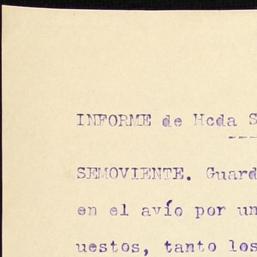 INFORME de Hcda S
SEMOVIENTE. Guard
en el avío por un
uestos, tanto los